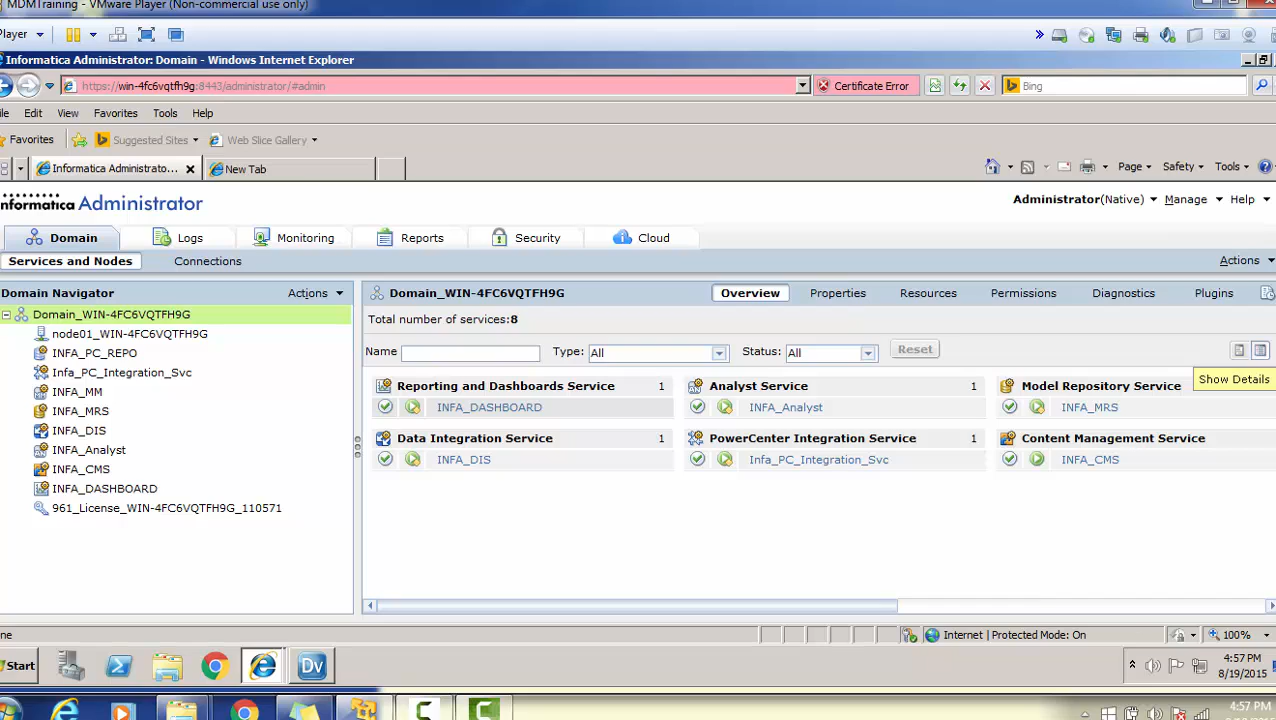 MDMTraining - VMware Player (Non-commercial use only)
Player
Informatica Administrator: Domain - Windows Internet Explorer
https://win-4fc6vqtfh9g:8443/administrator/#admin
Certificate Error
Bing
ile Edit View Favorites Tools Help
Favorites Suggested Sites Web Slice Gallery
Informatica Administrato... New Tab
Page Safety Tools
nformatica Administrator
Administrator(Native) Manage Help
Domain Logs Monitoring Reports Security Cloud
Services and Nodes Connections Actions
Domain Navigator Actions
Domain_WIN-4FC6VQTFH9G
node01_WIN-4FC6VQTFH9G
INFA_PC_REPO
Infa_PC_Integration_Svc
INFA_MM
INFA_MRS
INFA_DIS
INFA_Analyst
INFA_CMS
INFA_DASHBOARD
961_License_WIN-4FC6VQTFH9G_110571
Domain_WIN-4FC6VQTFH9G Overview Properties Resources Permissions Diagnostics Plugins
Total number of services:8
Name Type: All Status: All Reset
Show Details
Reporting and Dashboards Service 1 Analyst Service 1 Model Repository Service
INFA_DASHBOARD INFA_Analyst INFA_MRS
Data Integration Service 1 PowerCenter Integration Service 1 Content Management Service
INFA_DIS Infa_PC_Integration_Svc INFA_CMS
ne Internet | Protected Mode: On 100%
Start Dv 4:57 PM
8/19/2015
4:57 PM